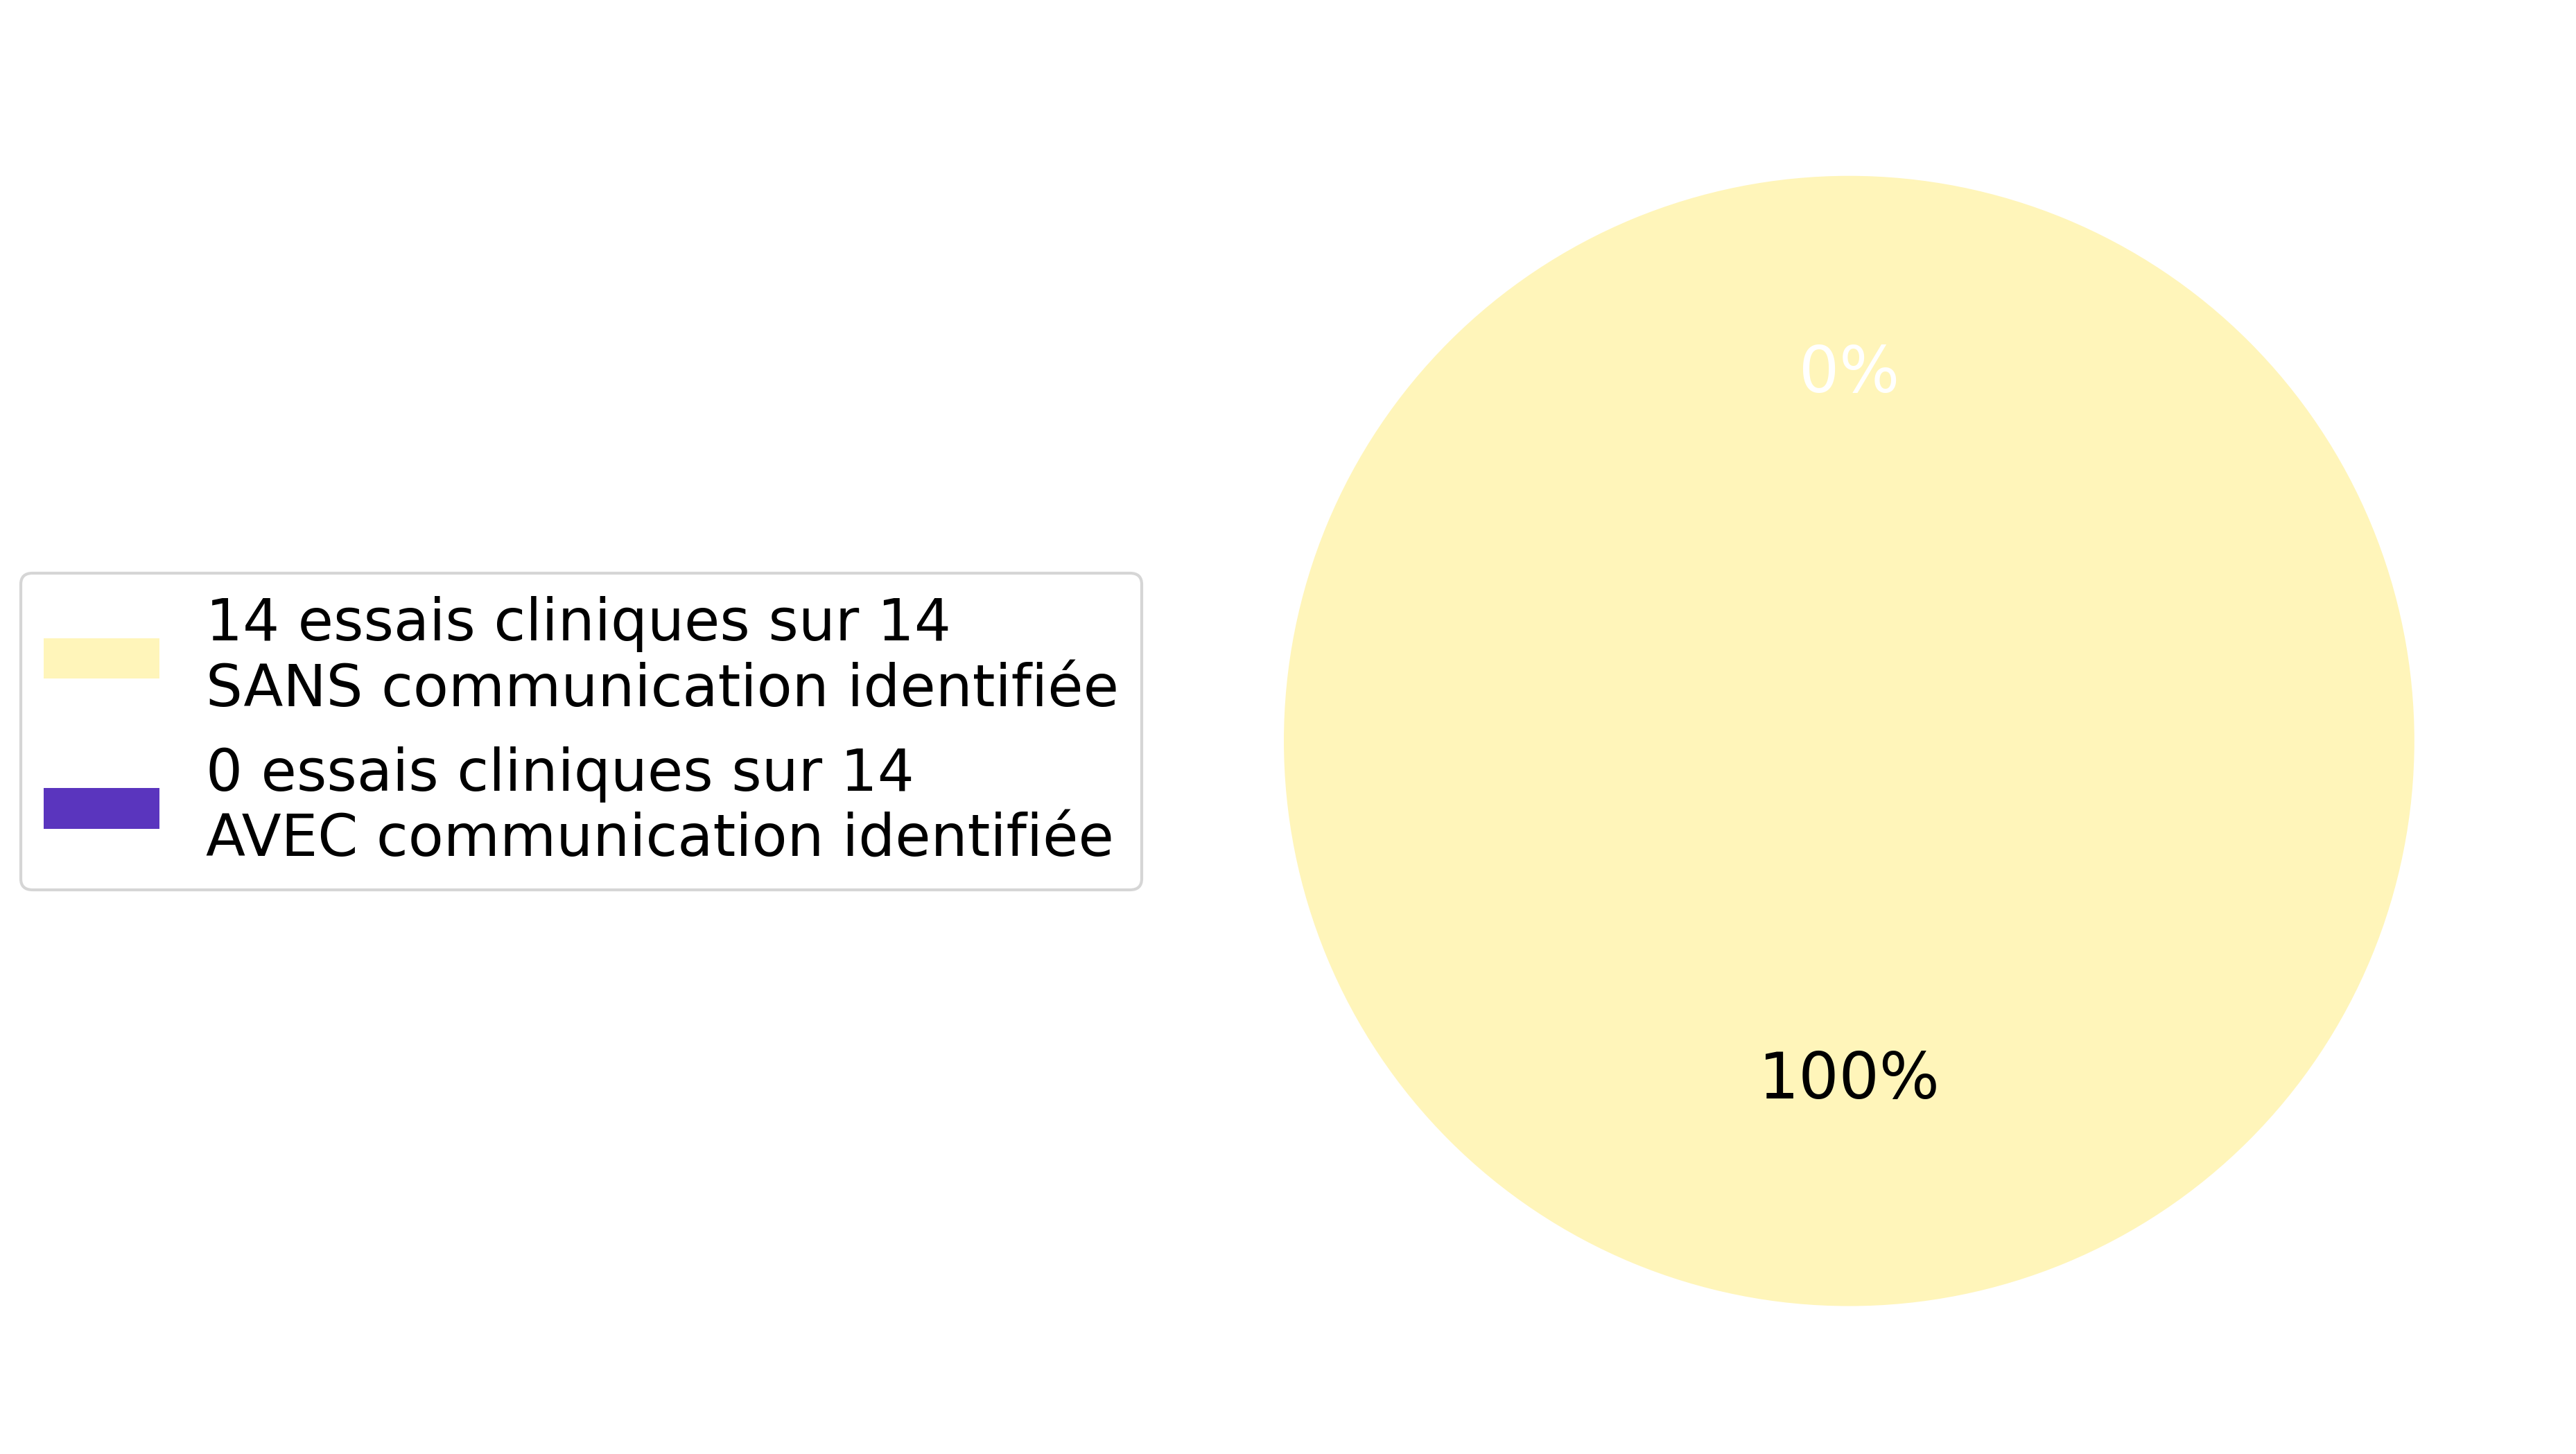 14 essais cliniques sur 14
SANS communication identifiée
0 essais cliniques sur 14
AVEC communication identifiée
0%
100%